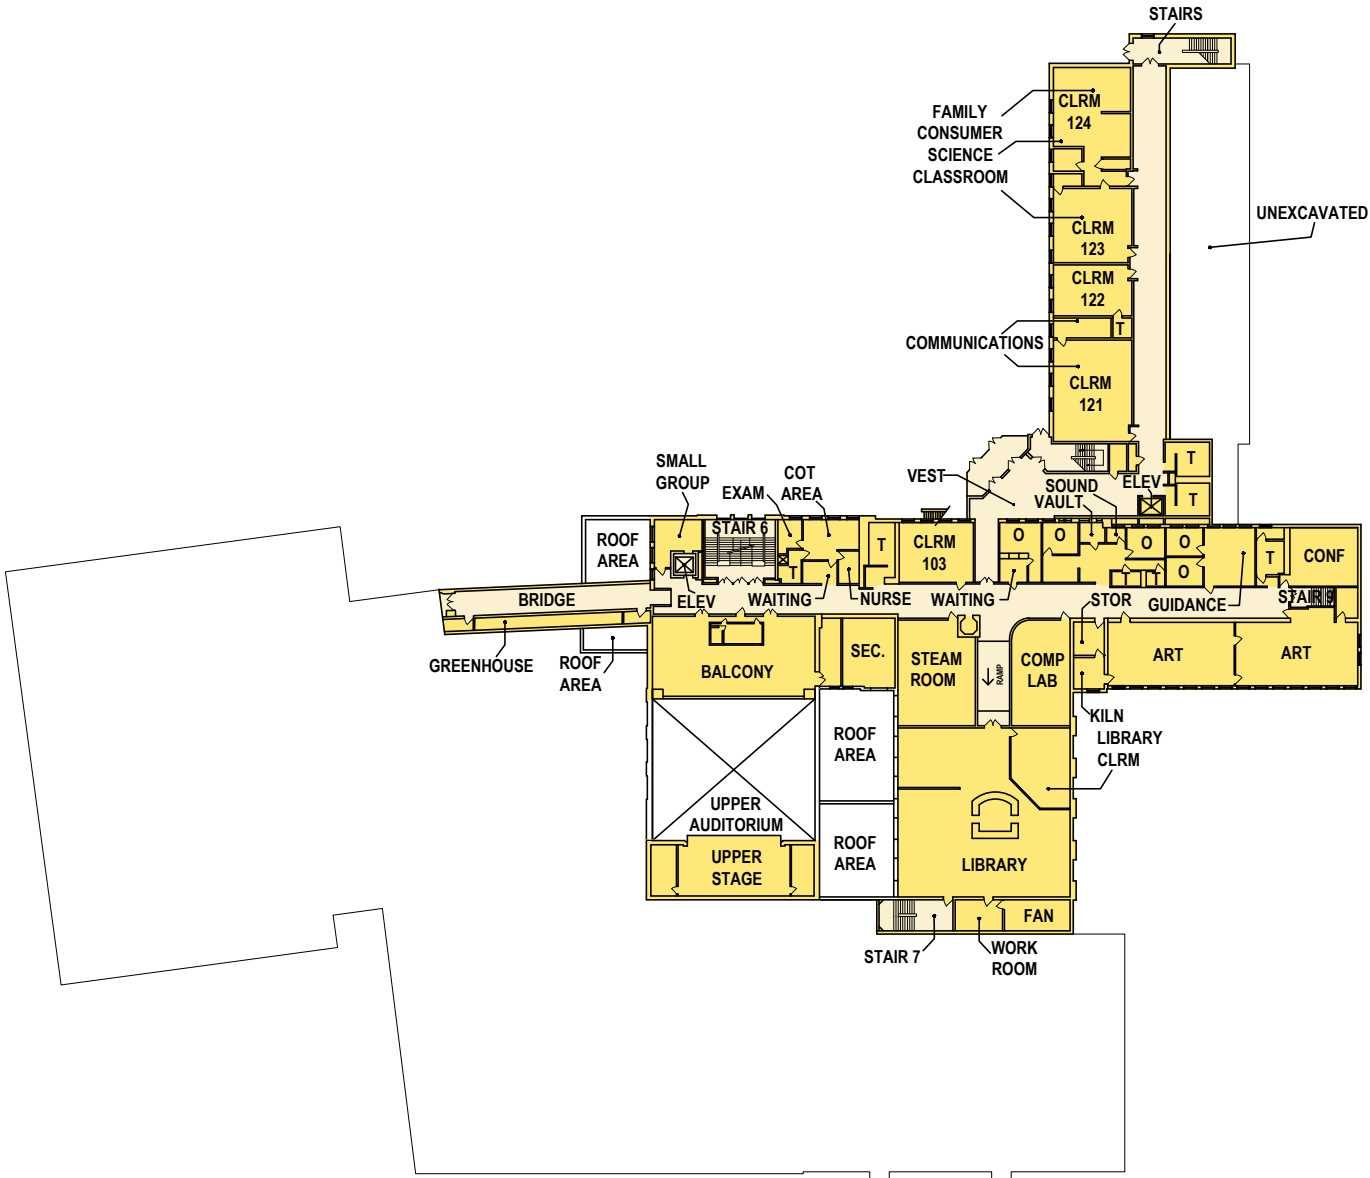 STAIRS
FAMILY
CONSUMER
SCIENCE
CLASSROOM
CLRM
124
CLRM
123
UNEXCAVATED
CLRM
122
T
COMMUNICATIONS
CLRM
121
SMALL
GROUP
EXAM
COT
AREA
VEST
SOUND
VAULT
ELEV
T
T
ROOF
AREA
STAIR 6
T
T
CLRM
103
O
O
O
O
O
T
T
T
CONF
BRIDGE
ELEV
WAITING
NURSE
WAITING
STOR
GUIDANCE
STAIR 9
GREENHOUSE
ROOF
AREA
BALCONY
SEC.
STEAM
ROOM
RAMP
COMP
LAB
ART
ART
KILN
LIBRARY
CLRM
ROOF
AREA
UPPER
AUDITORIUM
ROOF
AREA
UPPER
STAGE
LIBRARY
FAN
STAIR 7
WORK
ROOM